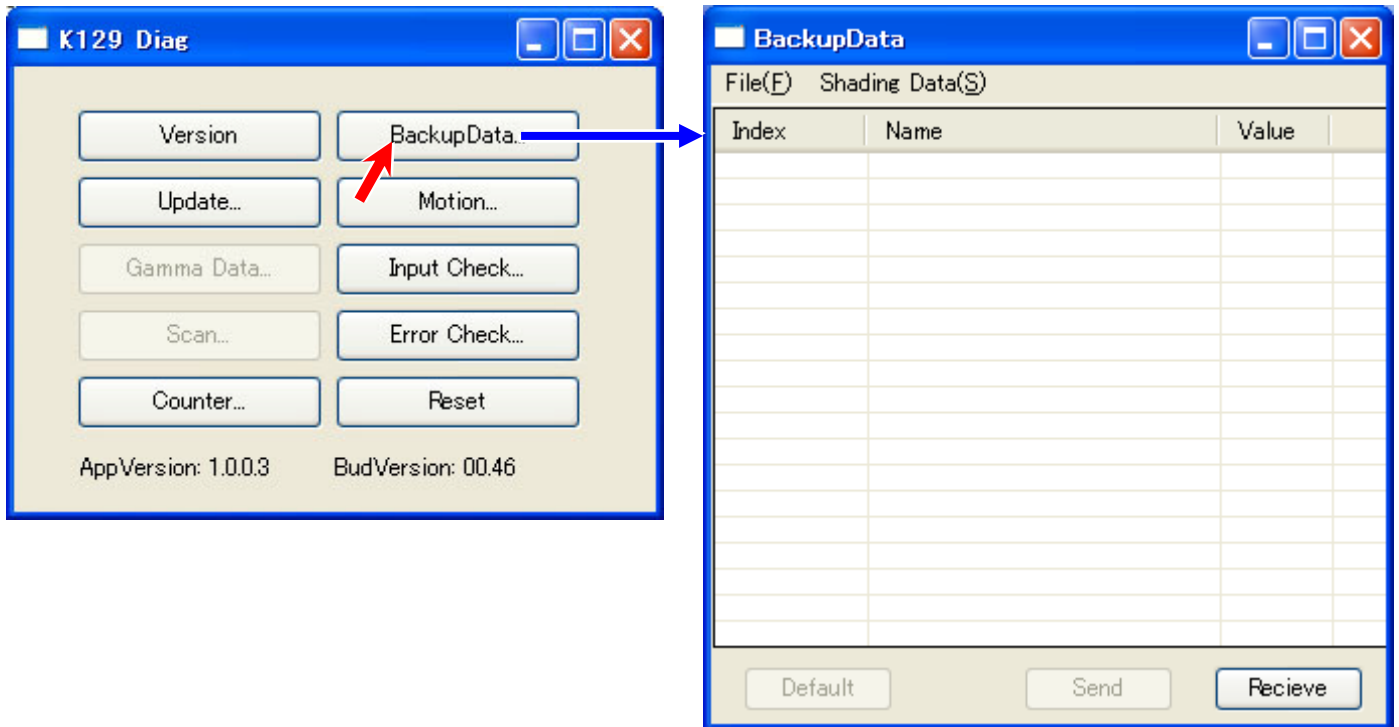 K129 Diag
Version
BackupData...
Update...
Motion...
Gamma Data...
Input Check...
Scan...
Error Check...
Counter...
Reset
AppVersion: 1.0.0.3
BudVersion: 00.46
BackupData
File(F) Shading Data(S)
Index Name Value
Default Send Recieve